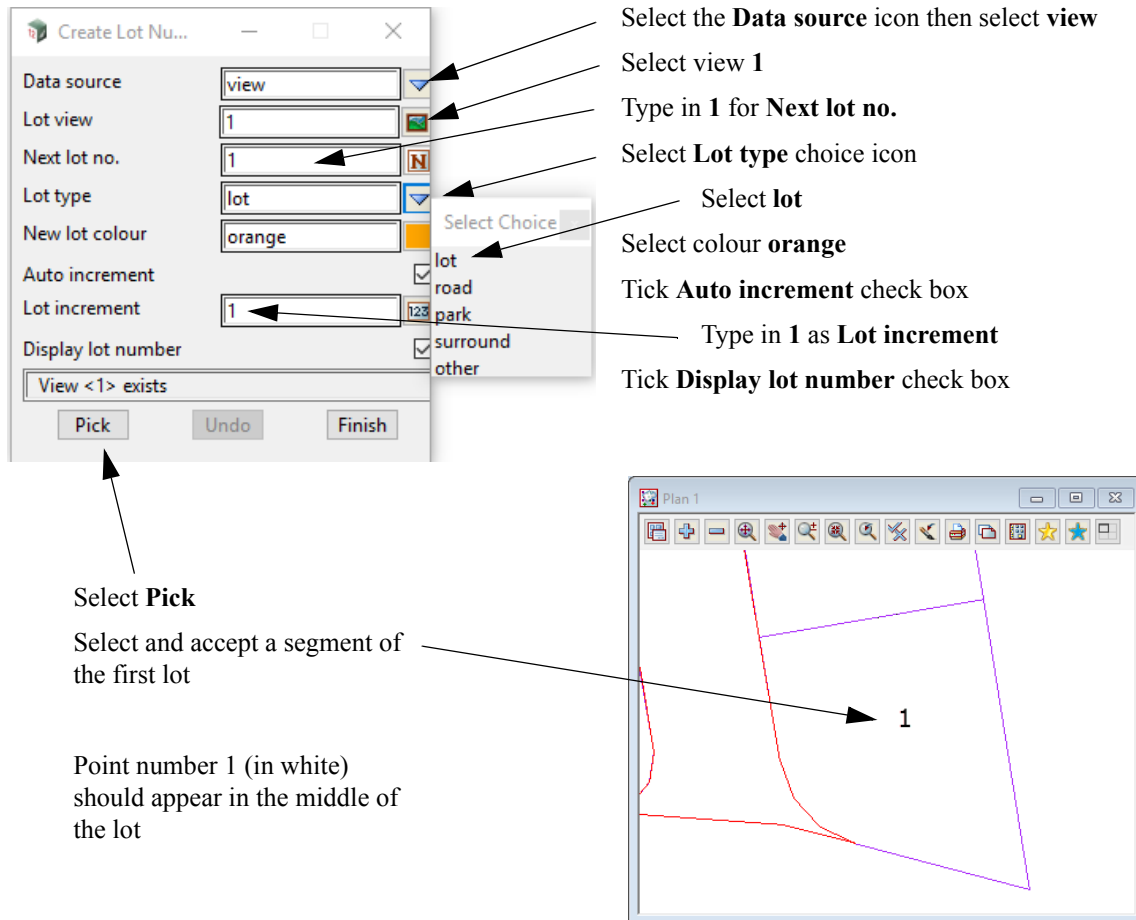 Create Lot Nu...
Data source view
Lot view 1
Next lot no. 1
Lot type lot
New lot colour orange
Auto increment
Lot increment 1 123
Display lot number
View <1> exists
Pick Undo Finish
Select Choice
lot
road
park
surround
other
Select the Data source icon then select view
Select view 1
Type in 1 for Next lot no.
Select Lot type choice icon
Select lot
Select colour orange
Tick Auto increment check box
Type in 1 as Lot increment
Tick Display lot number check box
Select Pick
Select and accept a segment of
the first lot
Point number 1 (in white)
should appear in the middle of
the lot
Plan 1
1